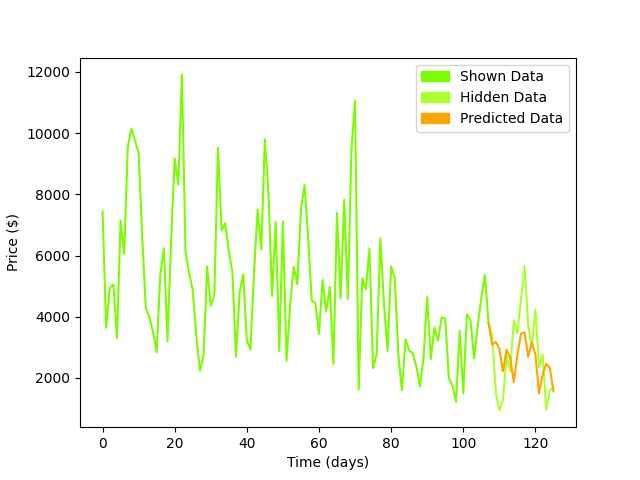 12000
10000
8000
6000
4000
2000
Price ($)
0 20 40 60 80 100 120
Time (days)
Shown Data
Hidden Data
Predicted Data